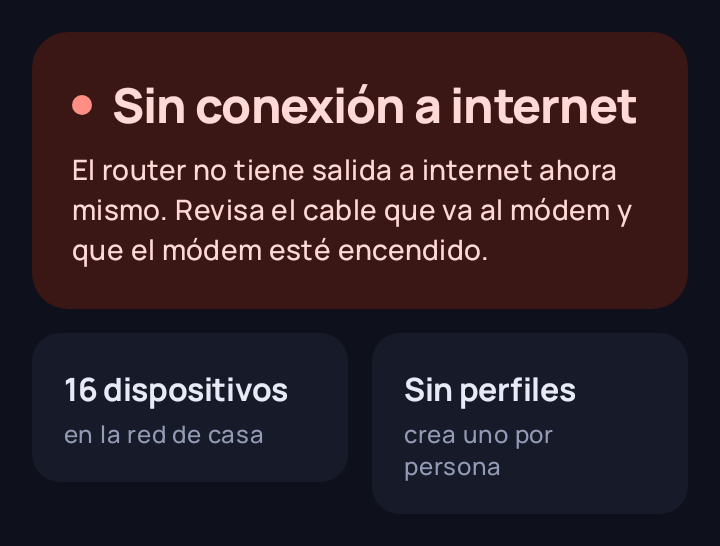 Sin conexión a internet
El router no tiene salida a internet ahora
mismo. Revisa el cable que va al módem y
que el módem esté encendido.
16 dispositivos
en la red de casa
Sin perfiles
crea uno por
persona